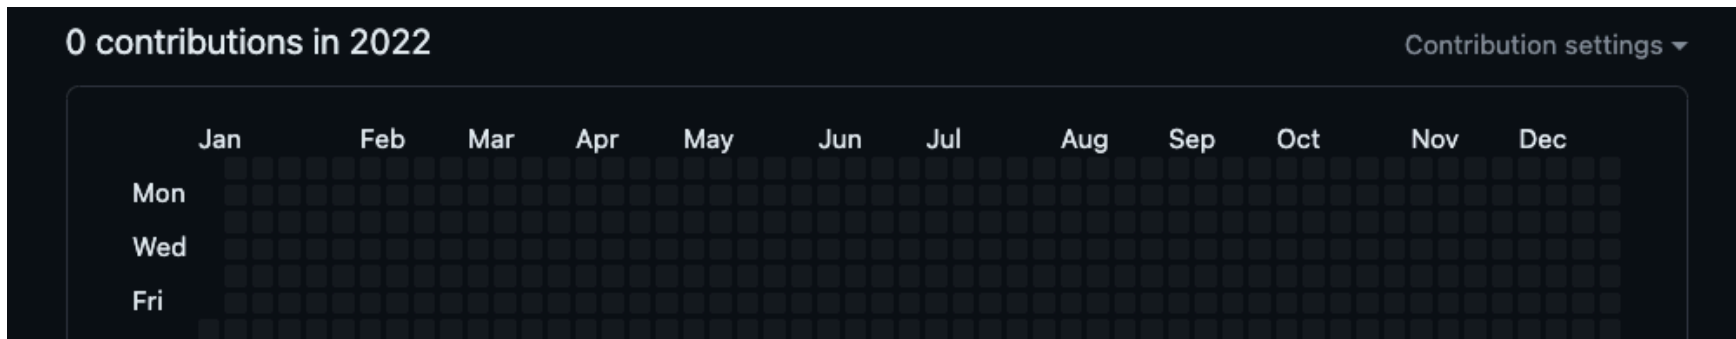 0 contributions in 2022
Contribution settings
Jan Feb Mar Apr May Jun Jul Aug Sep Oct Nov Dec
Mon
Wed
Fri